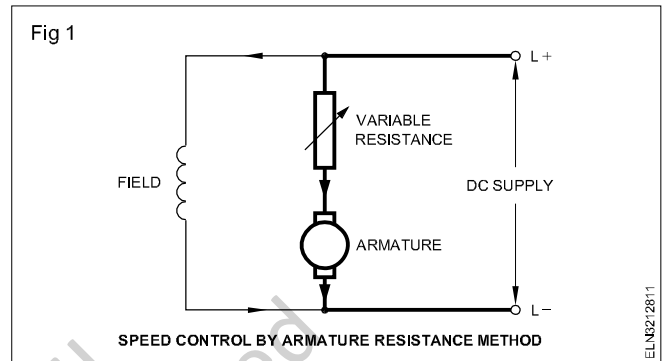 Fig 1
L+
VARIABLE
RESISTANCE
FIELD
DC SUPPLY
ARMATURE
L−
SPEED CONTROL BY ARMATURE RESISTANCE METHOD
ELN3212811